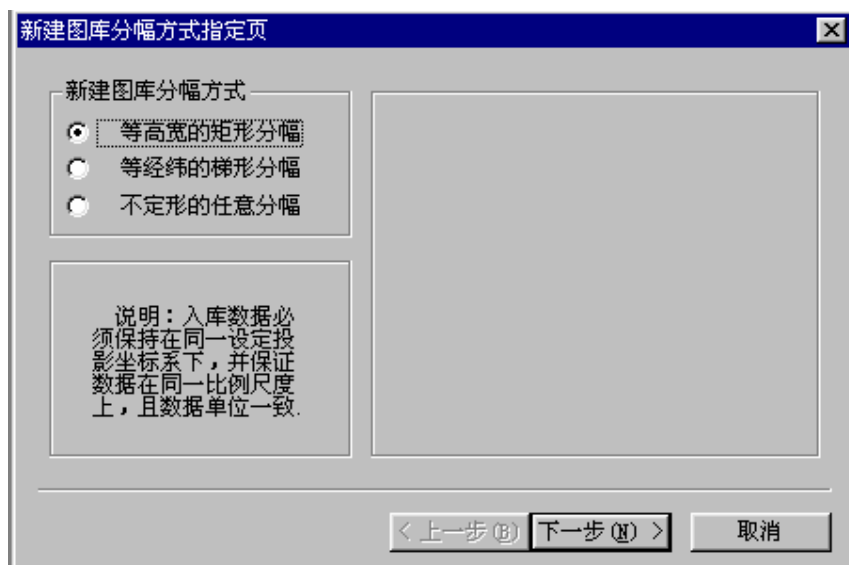 新建图库分幅方式指定页
新建图库分幅方式
等高宽的矩形分幅
等经纬的梯形分幅
不定形的任意分幅
说明：入库数据必
须保持在同一设定投
影坐标系下，并保证
数据在同一比例尺度
上，且数据单位一致.
< 上一步(B) 下一步(N) > 取消